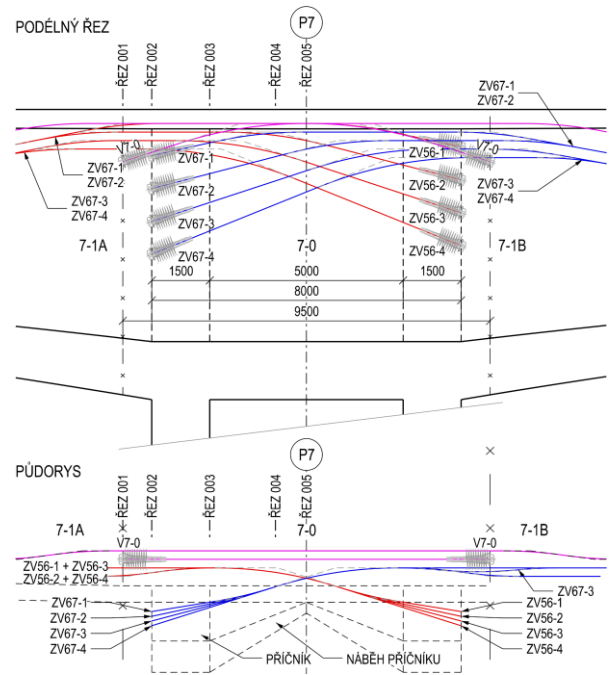 PODÉLNÝ ŘEZ
P7
ŘEZ 001
ŘEZ 002
ŘEZ 003
ŘEZ 004
ŘEZ 005
ZV67-1
ZV67-2
V7-0
ZV67-1
ZV56-1
V7-0
ZV67-1
ZV67-2
ZV67-2
ZV56-2
ZV67-3
ZV67-4
ZV67-3
ZV67-4
ZV67-3
ZV56-3
7-1A
ZV67-4
7-0
ZV56-4
7-1B
1500
5000
1500
8000
9500
PŮDORYS
P7
ŘEZ 001
ŘEZ 002
ŘEZ 003
ŘEZ 004
ŘEZ 005
7-1A
7-0
7-1B
V7-0
V7-0
ZV56-1 + ZV56-3
ZV56-2 + ZV56-4
ZV67-3
ZV67-1
ZV56-1
ZV67-2
ZV56-2
ZV67-3
ZV56-3
ZV67-4
ZV56-4
PŘÍČNÍK
NÁBĚH PŘÍČNÍKU